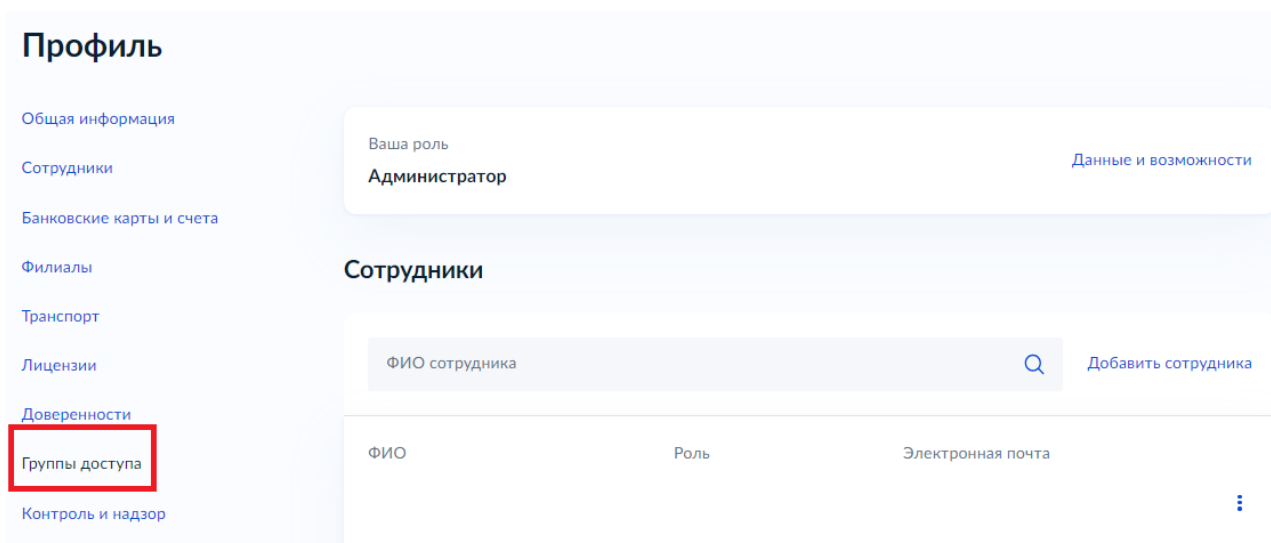 Профиль
Общая информация
Сотрудники
Банковские карты и счета
Филиалы
Транспорт
Лицензии
Доверенности
Группы доступа
Контроль и надзор
Ваша роль
Администратор
Данные и возможности
Сотрудники
ФИО сотрудника
Добавить сотрудника
ФИО Роль Электронная почта